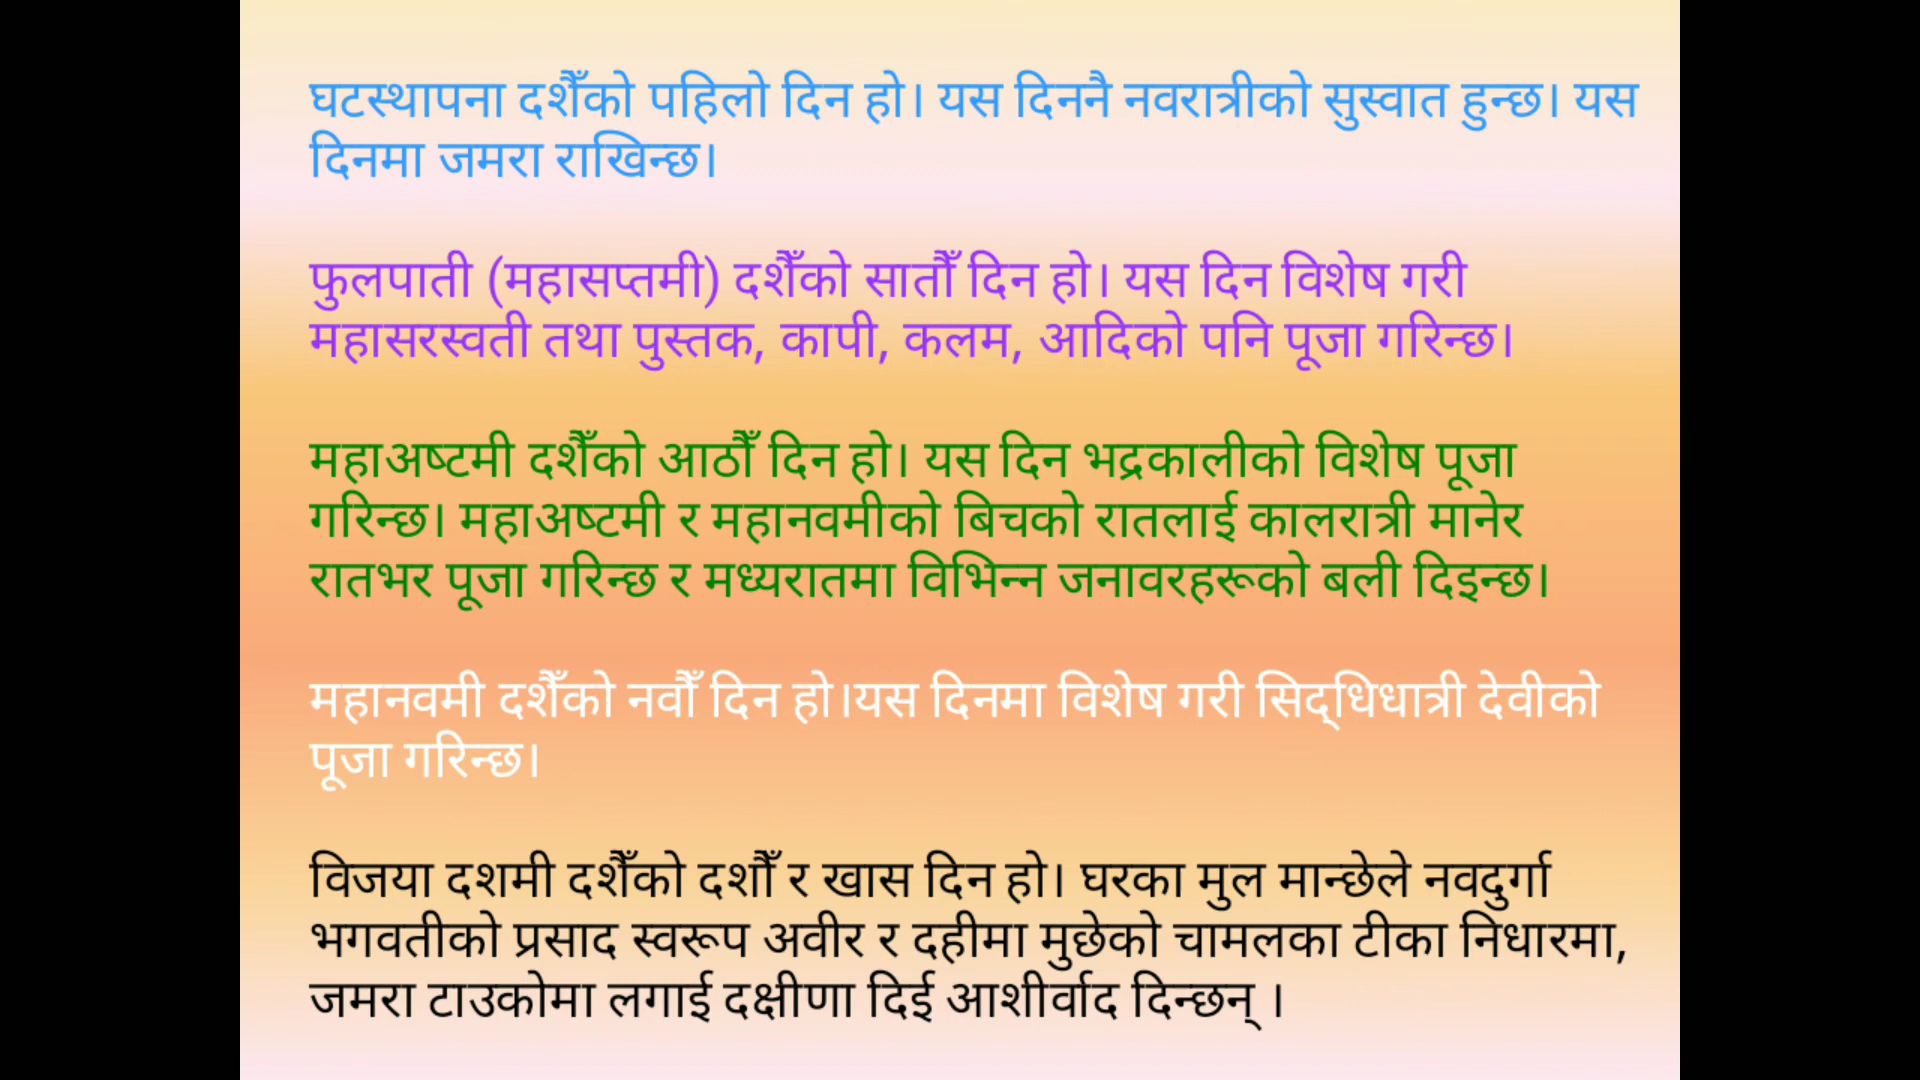 घटस्थापना दशैँको पहिलो दिन हो। यस दिननै नवरात्रीको सुस्वात हुन्छ। यस
दिनमा जमरा राखिन्छ।
फुलपाती (महासप्तमी) दशैँको सातौँ दिन हो। यस दिन विशेष गरी
महासरस्वती तथा पुस्तक, कापी, कलम, आदिको पनि पूजा गरिन्छ।
महाअष्टमी दशैँको आठौँ दिन हो। यस दिन भद्रकालीको विशेष पूजा
गरिन्छ। महाअष्टमी र महानवमीको बिचको रातलाई कालरात्री मानेर
रातभर पूजा गरिन्छ र मध्यरातमा विभिन्न जनावरहरूको बली दिइन्छ।
महानवमी दशैँको नवौँ दिन हो।यस दिनमा विशेष गरी सिद्‌धिधात्री देवीको
पूजा गरिन्छ।
विजया दशमी दशैँको दशौँ र खास दिन हो। घरका मुल मान्छेले नवदुर्गा
भगवतीको प्रसाद स्वरूप अवीर र दहीमा मुछेको चामलका टीका निधारमा,
जमरा टाउकोमा लगाई दक्षीणा दिई आशीर्वाद दिन्छन् ।